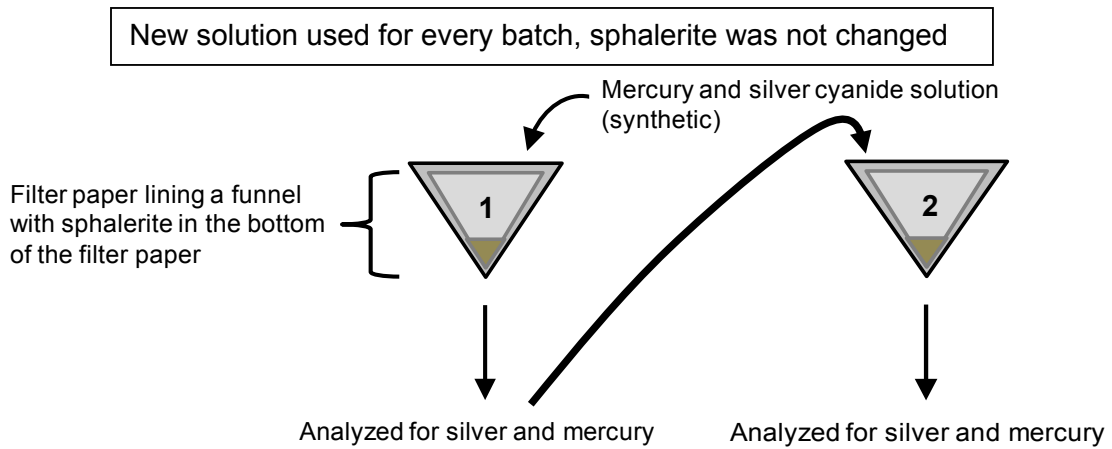 New solution used for every batch, sphalerite was not changed
Mercury and silver cyanide solution
(synthetic)
Filter paper lining a funnel
with sphalerite in the bottom
of the filter paper
1
2
Analyzed for silver and mercury
Analyzed for silver and mercury